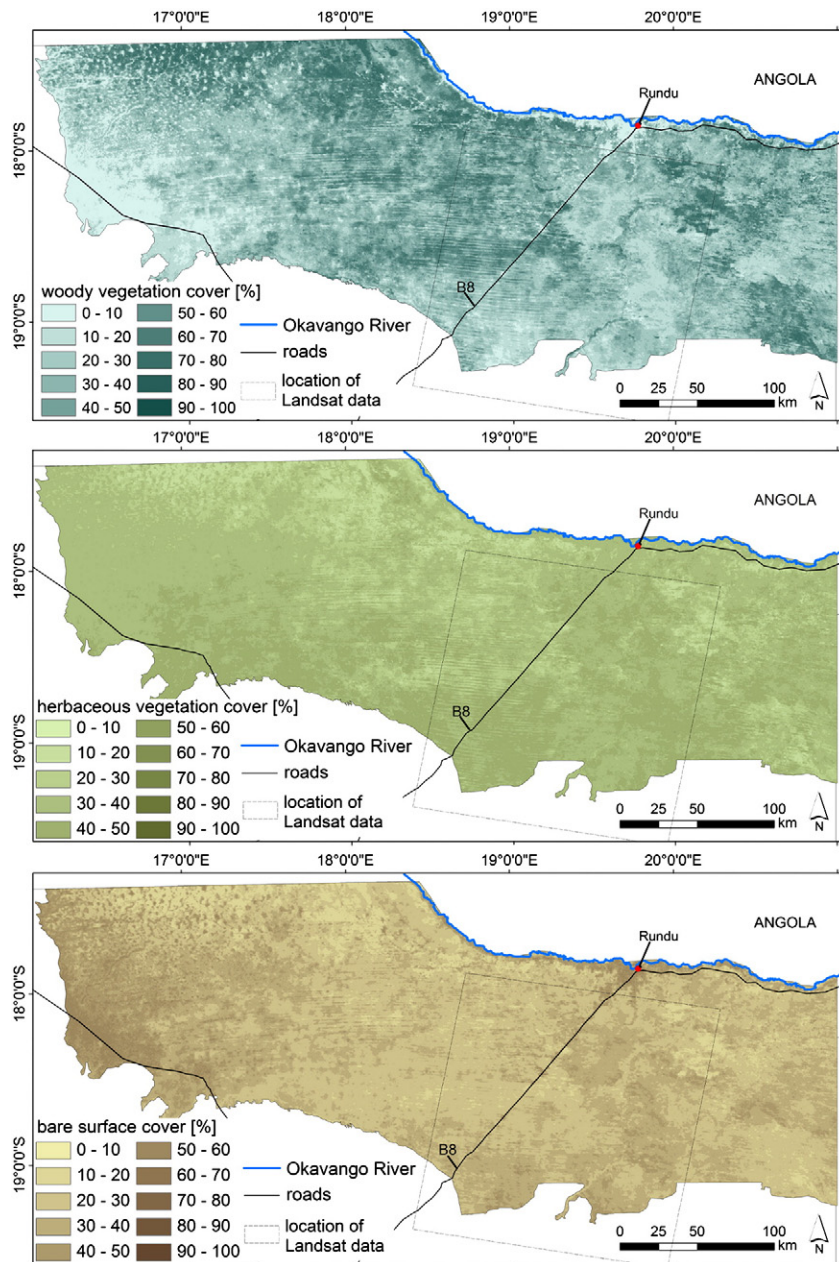 17°0'0"E 18°0'0"E 19°0'0"E 20°0'0"E
ANGOLA
Rundu
18°0'0"S
19°0'0"S
B8
woody vegetation cover [%]
0 - 10 50 - 60
10 - 20 60 - 70
20 - 30 70 - 80
30 - 40 80 - 90
40 - 50 90 - 100
Okavango River
roads
location of
Landsat data
0 25 50 100
km
N
17°0'0"E 18°0'0"E 19°0'0"E 20°0'0"E
ANGOLA
Rundu
18°0'0"S
19°0'0"S
B8
herbaceous vegetation cover [%]
0 - 10 50 - 60
10 - 20 60 - 70
20 - 30 70 - 80
30 - 40 80 - 90
40 - 50 90 - 100
Okavango River
roads
location of
Landsat data
0 25 50 100
km
N
17°0'0"E 18°0'0"E 19°0'0"E 20°0'0"E
ANGOLA
Rundu
18°0'0"S
19°0'0"S
B8
bare surface cover [%]
0 - 10 50 - 60
10 - 20 60 - 70
20 - 30 70 - 80
30 - 40 80 - 90
40 - 50 90 - 100
Okavango River
roads
location of
Landsat data
0 25 50 100
km
N